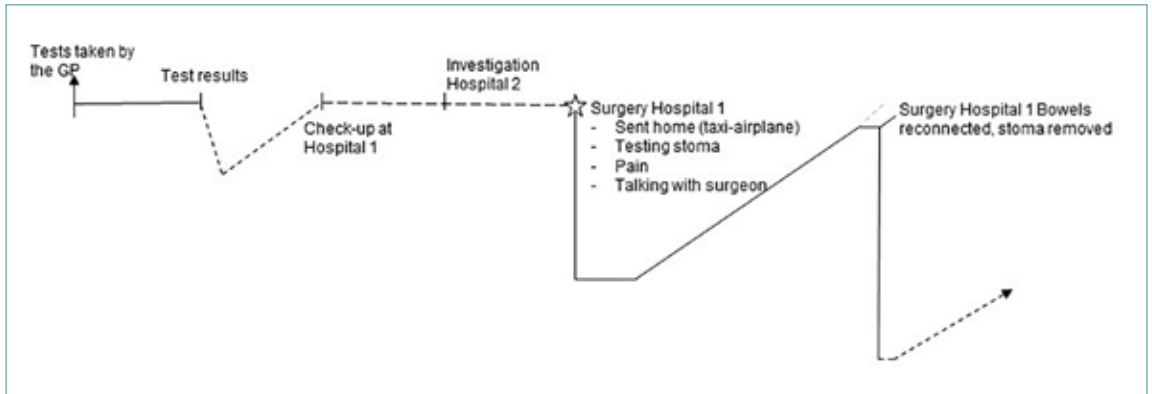 Tests taken by
the GP
Test results
Check-up at
Hospital 1
Investigation
Hospital 2
Surgery Hospital 1
- Sent home (taxi-airplane)
- Testing stoma
- Pain
- Talking with surgeon
Surgery Hospital 1 Bowels
reconnected, stoma removed